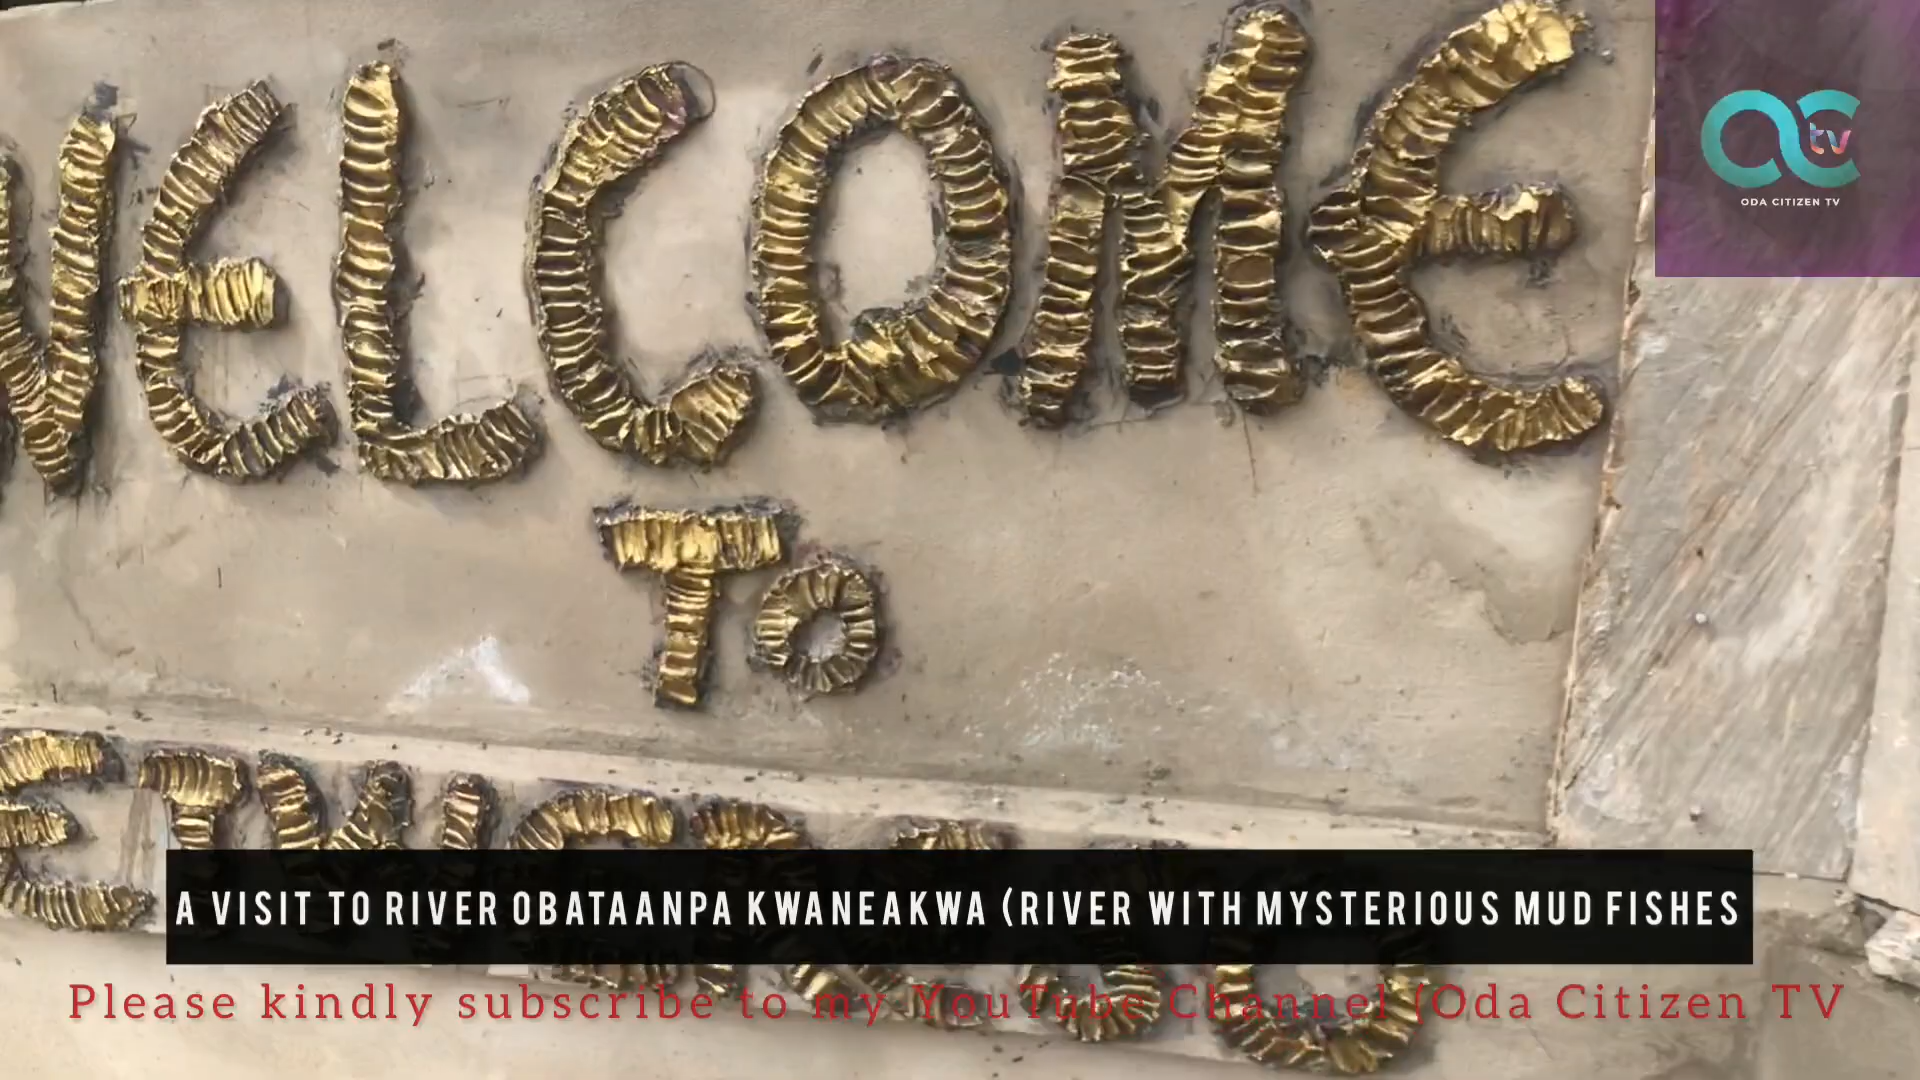 WELCOME
TO
tv
ODA CITIZEN TV
A VISIT TO RIVER OBATAANPA KWANEAKWA (RIVER WITH MYSTERIOUS MUD FISHES
Please kindly subscribe to my YouTube Channel (Oda Citizen TV